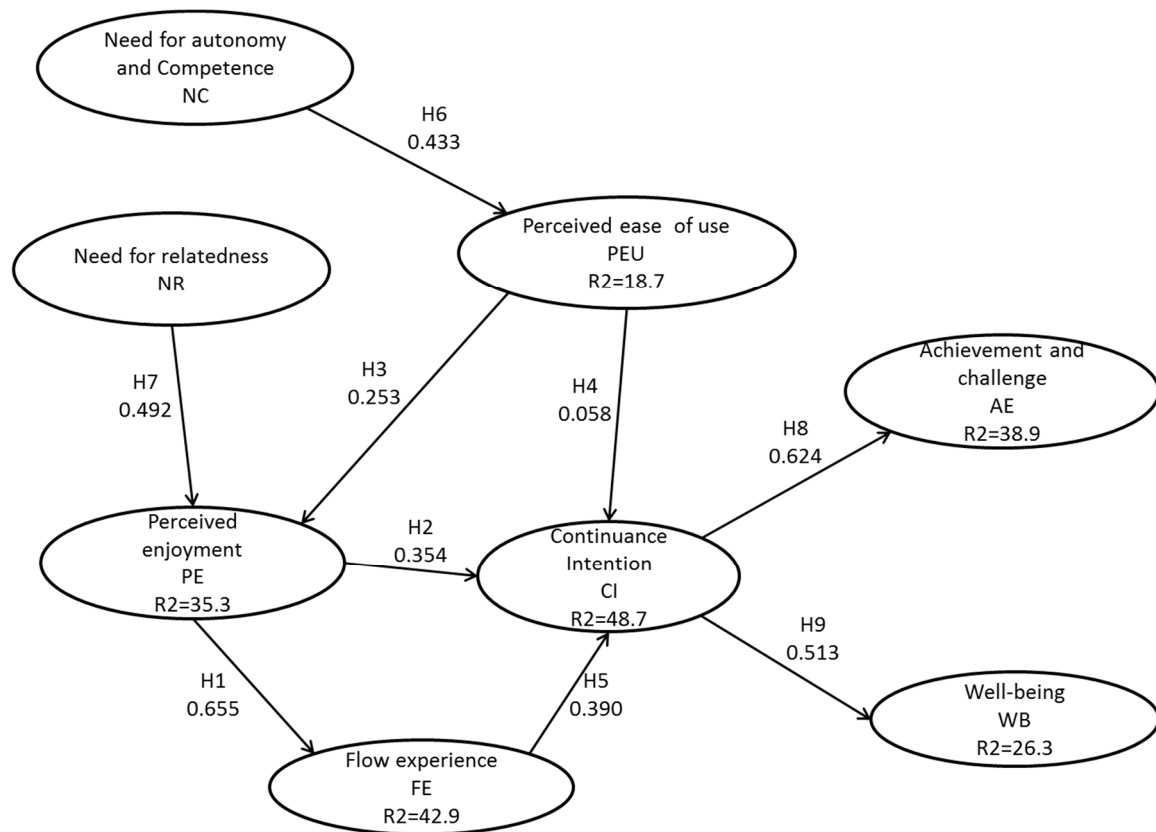 Need for autonomy
and Competence
NC
H6
0.433
Perceived ease of use
PEU
R2=18.7
Need for relatedness
NR
H7
0.492
H3
0.253
H4
0.058
Achievement and
challenge
AE
R2=38.9
H8
0.624
Perceived
enjoyment
PE
R2=35.3
H2
0.354
Continuance
Intention
CI
R2=48.7
H9
0.513
H1
0.655
H5
0.390
Well-being
WB
R2=26.3
Flow experience
FE
R2=42.9